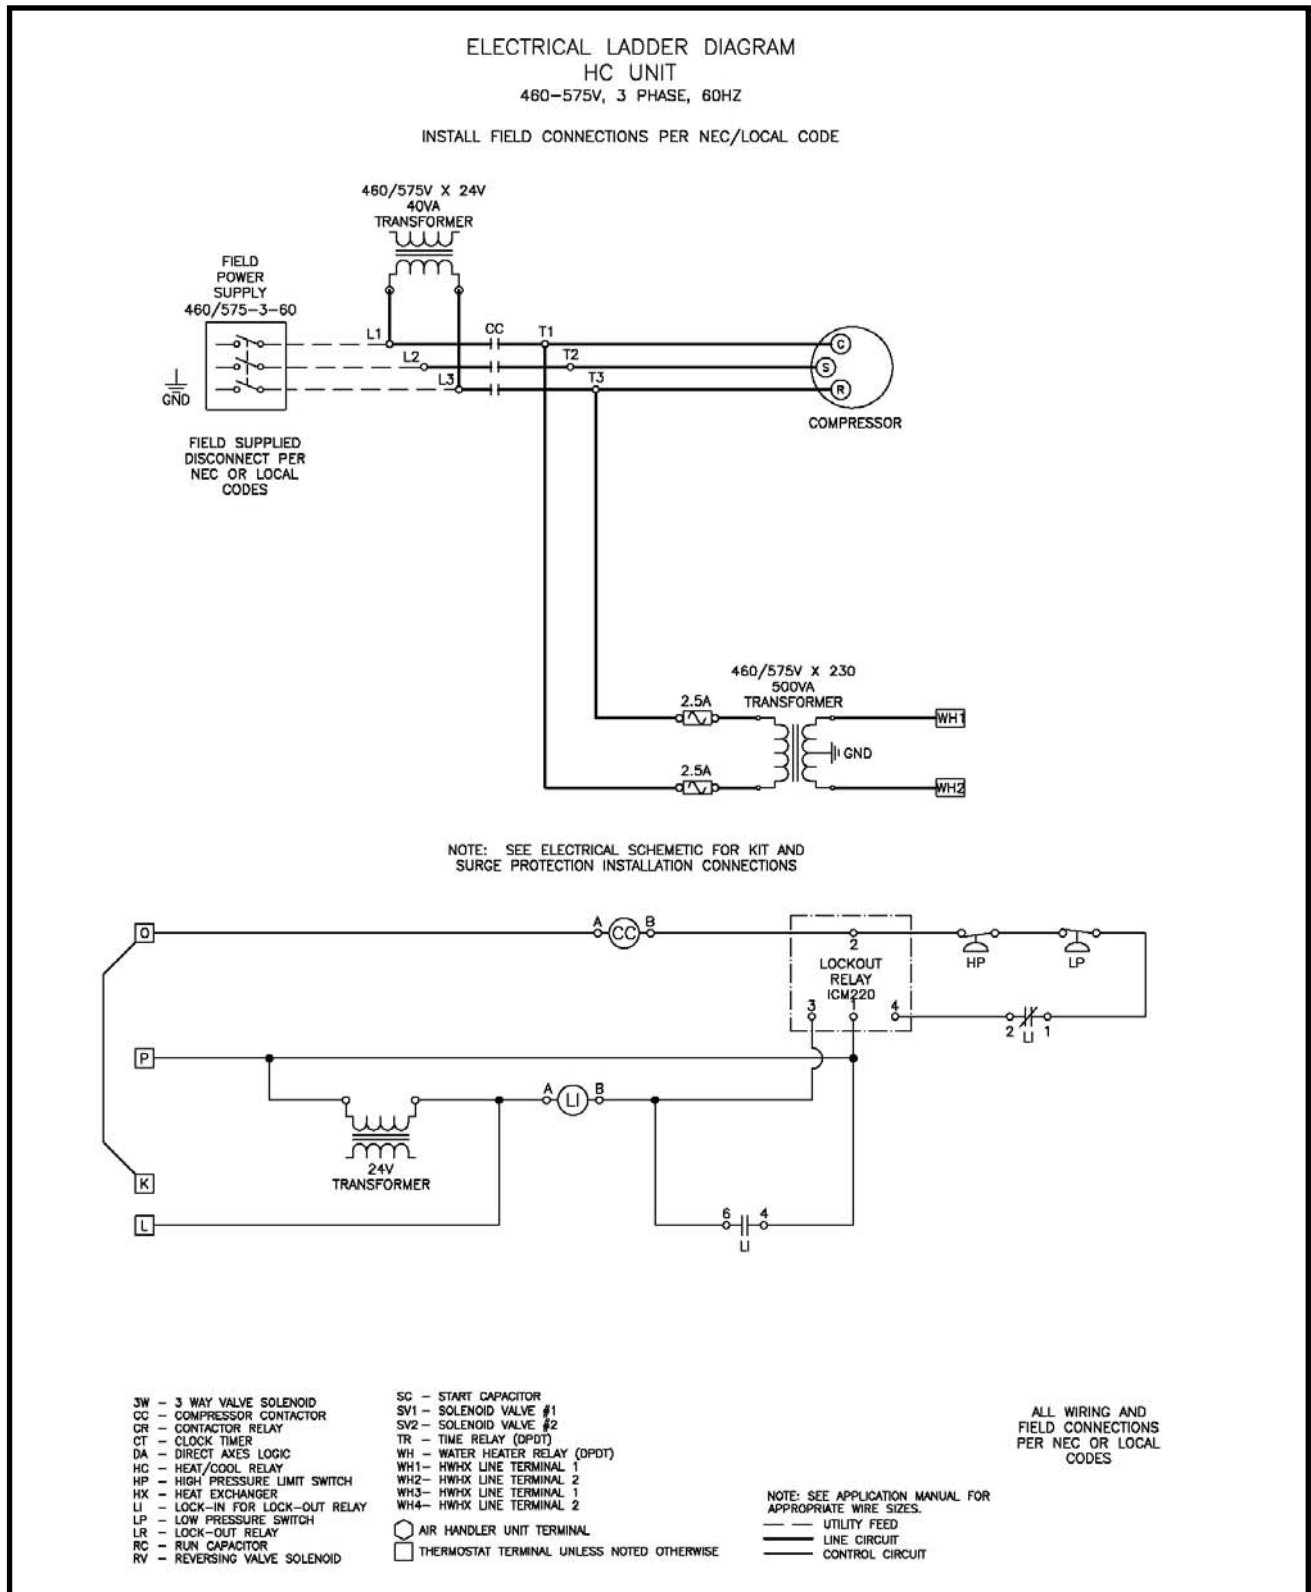 ELECTRICAL LADDER DIAGRAM
HC UNIT
460-575V, 3 PHASE, 60HZ
INSTALL FIELD CONNECTIONS PER NEC/LOCAL CODE
460/575V X 24V
40VA
TRANSFORMER
FIELD
POWER
SUPPLY
460/575-3-60
L1
CC
T1
C
L2
T2
S
L3
T3
R
GND
COMPRESSOR
FIELD SUPPLIED
DISCONNECT PER
NEC OR LOCAL
CODES
460/575V X 230
500VA
TRANSFORMER
2.5A
WH1
GND
2.5A
WH2
NOTE: SEE ELECTRICAL SCHEMETIC FOR KIT AND
SURGE PROTECTION INSTALLATION CONNECTIONS
O
A
CC
B
2
HP
LP
LOCKOUT
RELAY
ICM220
3
1
4
2
LI
1
P
A
LI
B
24V
TRANSFORMER
K
L
6
4
LI
3W - 3 WAY VALVE SOLENOID
CC - COMPRESSOR CONTACTOR
CR - CONTACTOR RELAY
CT - CLOCK TIMER
DA - DIRECT AXES LOGIC
HC - HEAT/COOL RELAY
HP - HIGH PRESSURE LIMIT SWITCH
HX - HEAT EXCHANGER
LI - LOCK-IN FOR LOCK-OUT RELAY
LP - LOW PRESSURE SWITCH
LR - LOCK-OUT RELAY
RC - RUN CAPACITOR
RV - REVERSING VALVE SOLENOID
SC - START CAPACITOR
SV1 - SOLENOID VALVE #1
SV2 - SOLENOID VALVE #2
TR - TIME RELAY (DPDT)
WH - WATER HEATER RELAY (DPDT)
WH1- HWHX LINE TERMINAL 1
WH2- HWHX LINE TERMINAL 2
WH3- HWHX LINE TERMINAL 1
WH4- HWHX LINE TERMINAL 2
AIR HANDLER UNIT TERMINAL
THERMOSTAT TERMINAL UNLESS NOTED OTHERWISE
ALL WIRING AND
FIELD CONNECTIONS
PER NEC OR LOCAL
CODES
NOTE: SEE APPLICATION MANUAL FOR
APPROPRIATE WIRE SIZES.
UTILITY FEED
LINE CIRCUIT
CONTROL CIRCUIT